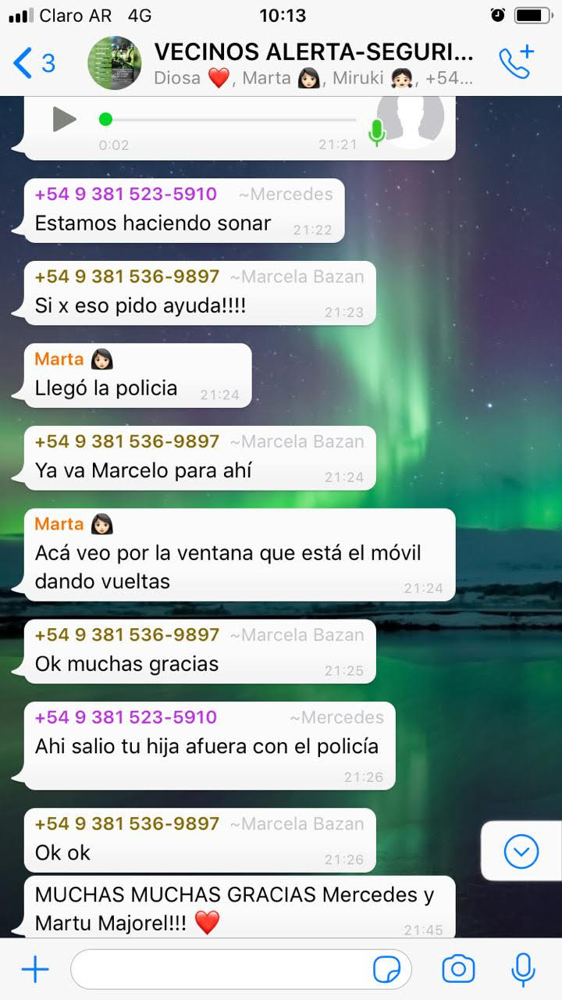 Claro AR 4G 10:13
3 VECINOS ALERTA-SEGURI...
Diosa ❤️, Marta 👩🏻, Miruki 👧🏻, +54...
0:02 21:21
+54 9 381 523-5910 ~Mercedes
Estamos haciendo sonar 21:22
+54 9 381 536-9897 ~Marcela Bazan
Si x eso pido ayuda!!!! 21:23
Marta 👩🏻
Llegó la policia 21:24
+54 9 381 536-9897 ~Marcela Bazan
Ya va Marcelo para ahí 21:24
Marta 👩🏻
Acá veo por la ventana que está el móvil
dando vueltas 21:24
+54 9 381 536-9897 ~Marcela Bazan
Ok muchas gracias 21:25
+54 9 381 523-5910 ~Mercedes
Ahi salio tu hija afuera con el policía
21:26
+54 9 381 536-9897 ~Marcela Bazan
Ok ok 21:26
MUCHAS MUCHAS GRACIAS Mercedes y
Martu Majorel!!! ❤️ 21:45